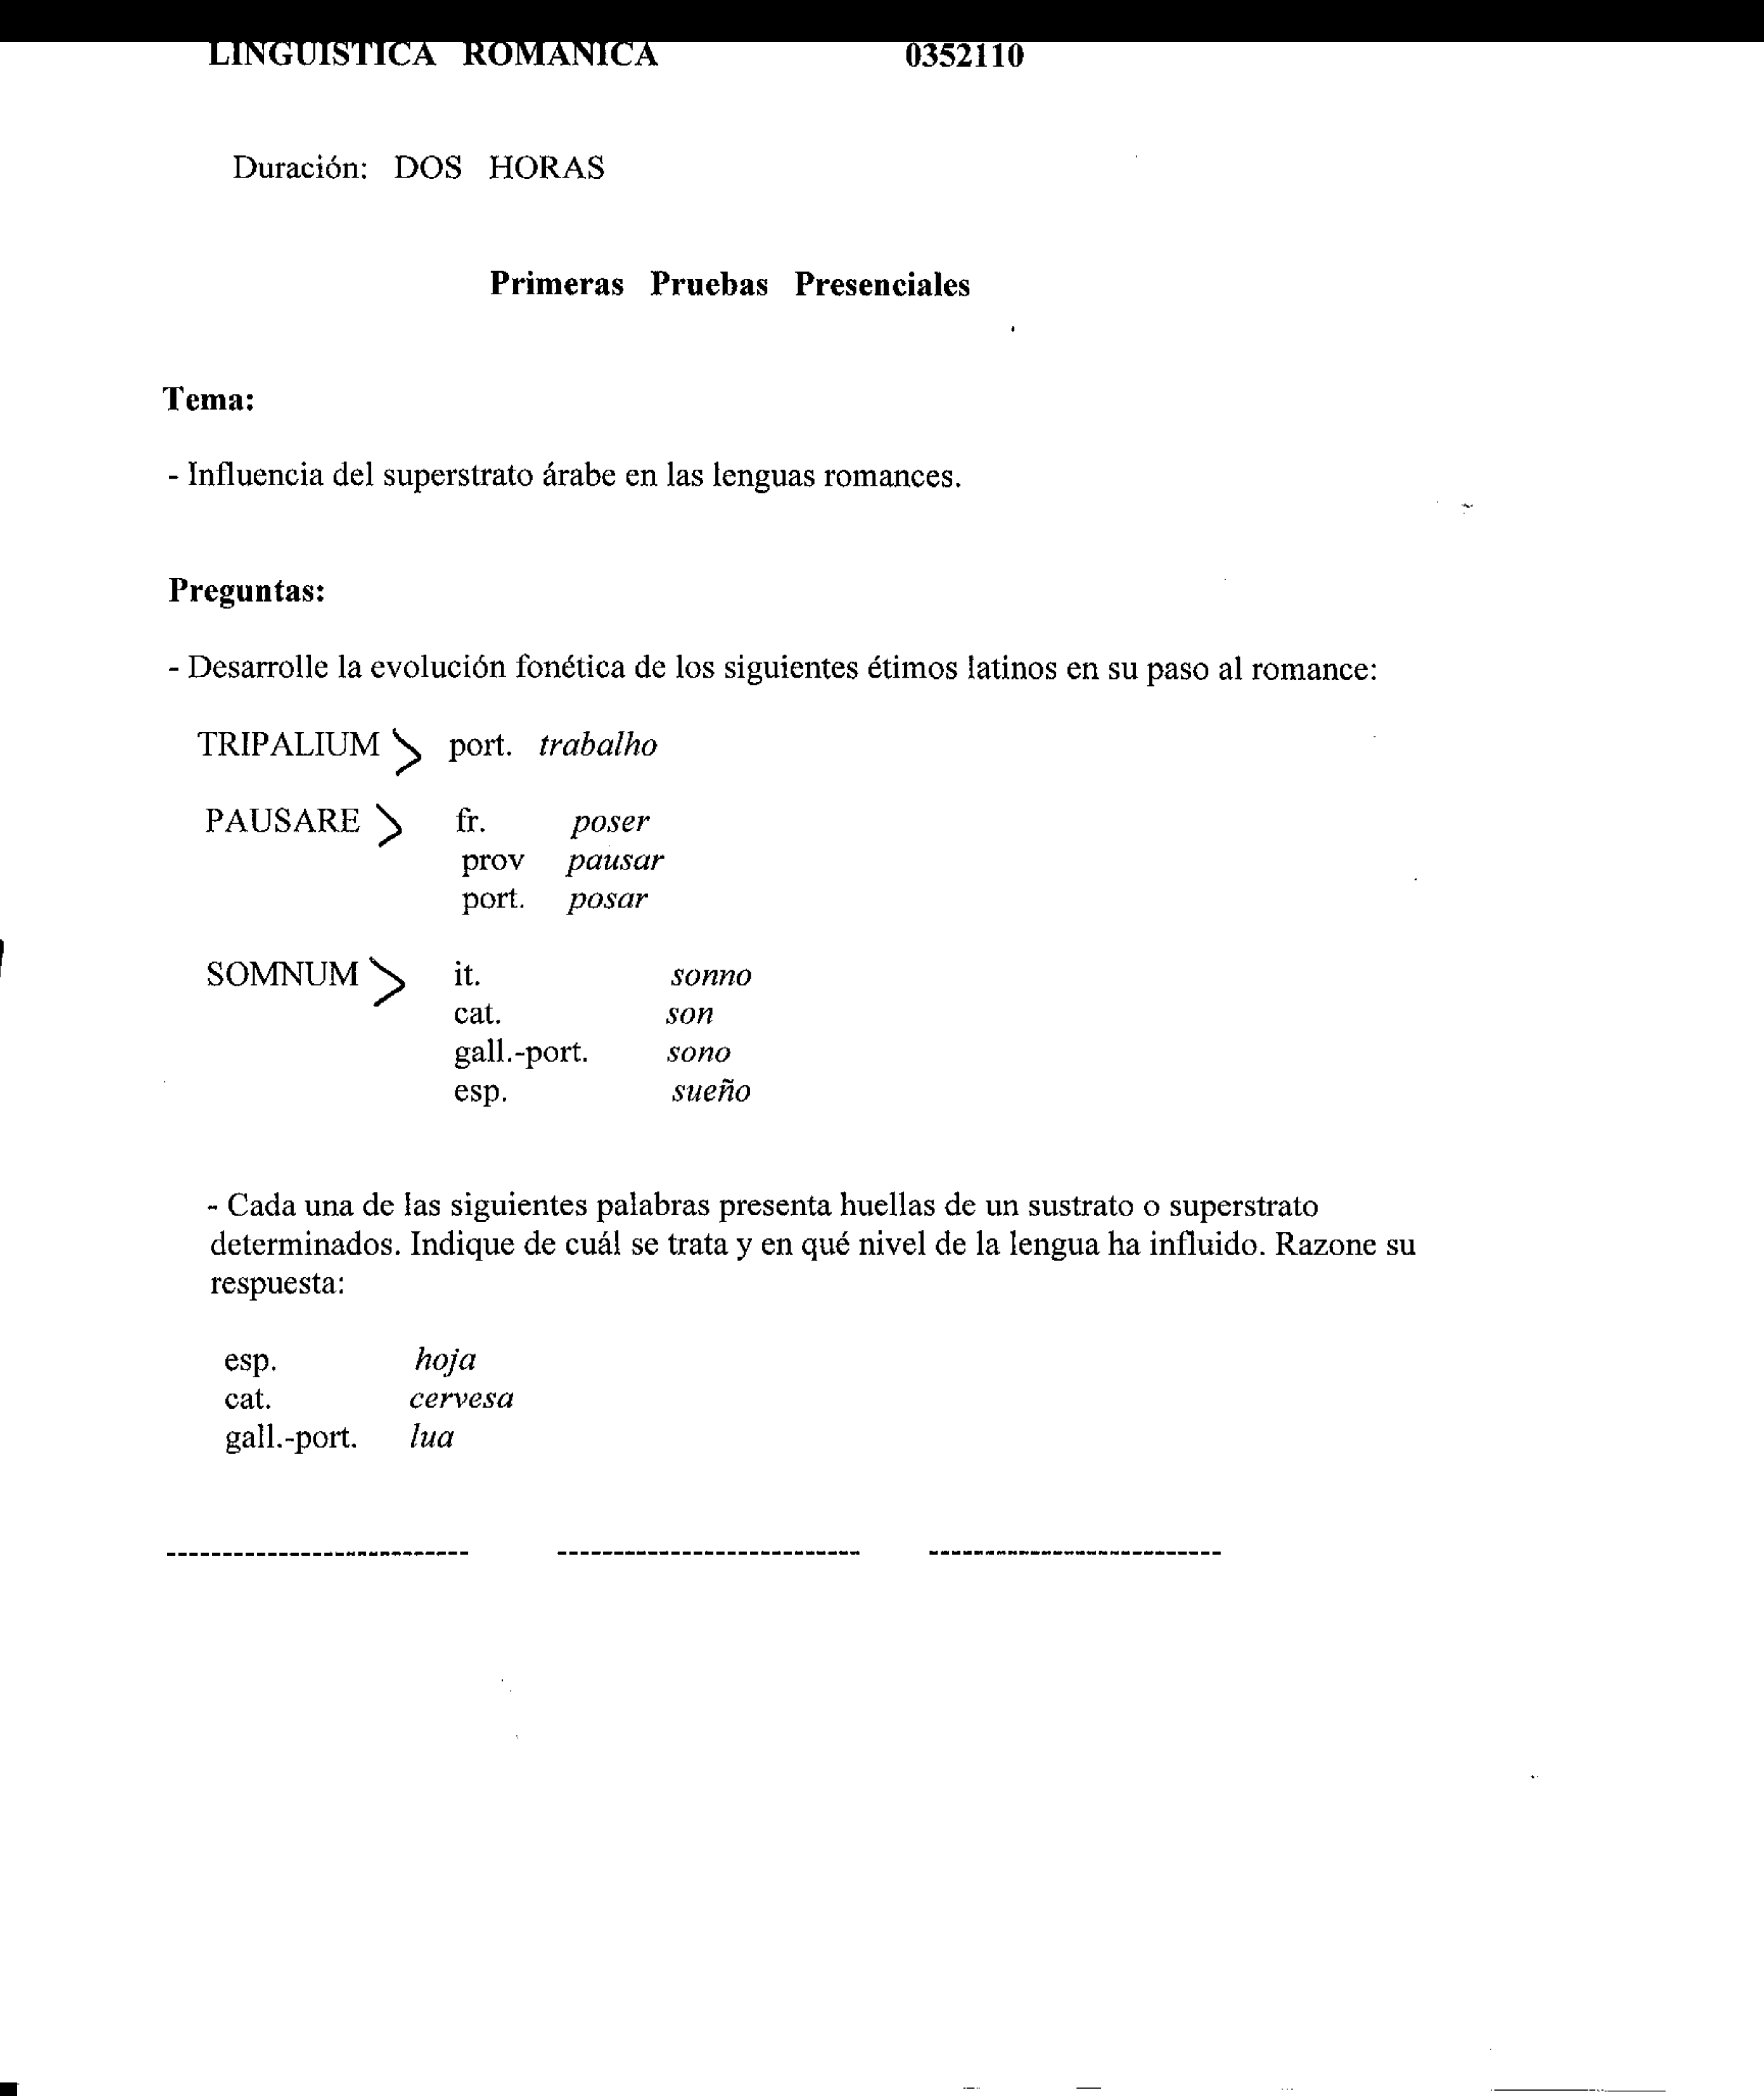 LINGUISTICA ROMANICA 0352110
Duración: DOS HORAS
Primeras Pruebas Presenciales
Tema:
- Influencia del superstrato árabe en las lenguas romances.
Preguntas:
- Desarrolle la evolución fonética de los siguientes étimos latinos en su paso al romance:
TRIPALIUM > port. trabalho
PAUSARE > fr. poser
prov pausar
port. posar
SOMNUM > it. sonno
cat. son
gall.-port. sono
esp. sueño
- Cada una de las siguientes palabras presenta huellas de un sustrato o superstrato
determinados. Indique de cuál se trata y en qué nivel de la lengua ha influido. Razone su
respuesta:
esp. hoja
cat. cervesa
gall.-port. lua